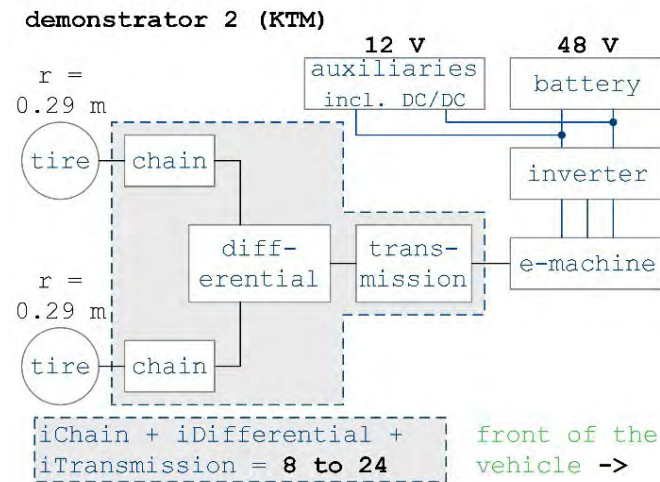 demonstrator 2 (KTM)
12 V
48 V
auxiliaries
incl. DC/DC
battery
r =
0.29 m
tire
chain
inverter
diff-
erential
trans-
mission
e-machine
r =
0.29 m
tire
chain
iChain + iDifferential +
iTransmission = 8 to 24
front of the
vehicle ->